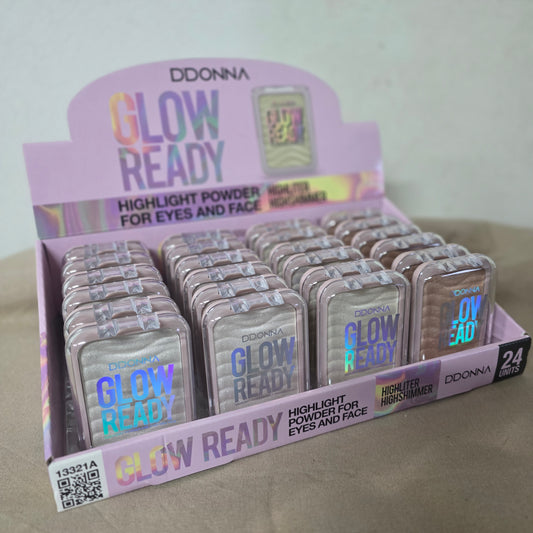 DDONNA
GLOW
READY
HIGHLIGHT POWDER
FOR EYES AND FACE
HIGHLITER
HIGHSHIMMER
DDONNA
GLOW
READY
DDONNA
GLOW
READY
DDONNA
GLOW
READY
DDONNA
GLOW
READY
13321A
GLOW READY
HIGHLIGHT
POWDER FOR
EYES AND FACE
HIGHLITER
HIGHSHIMMER
DDONNA
24
UNITS